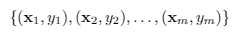 {(x₁, y₁), (x₂, y₂), . . . , (xₘ, yₘ)}